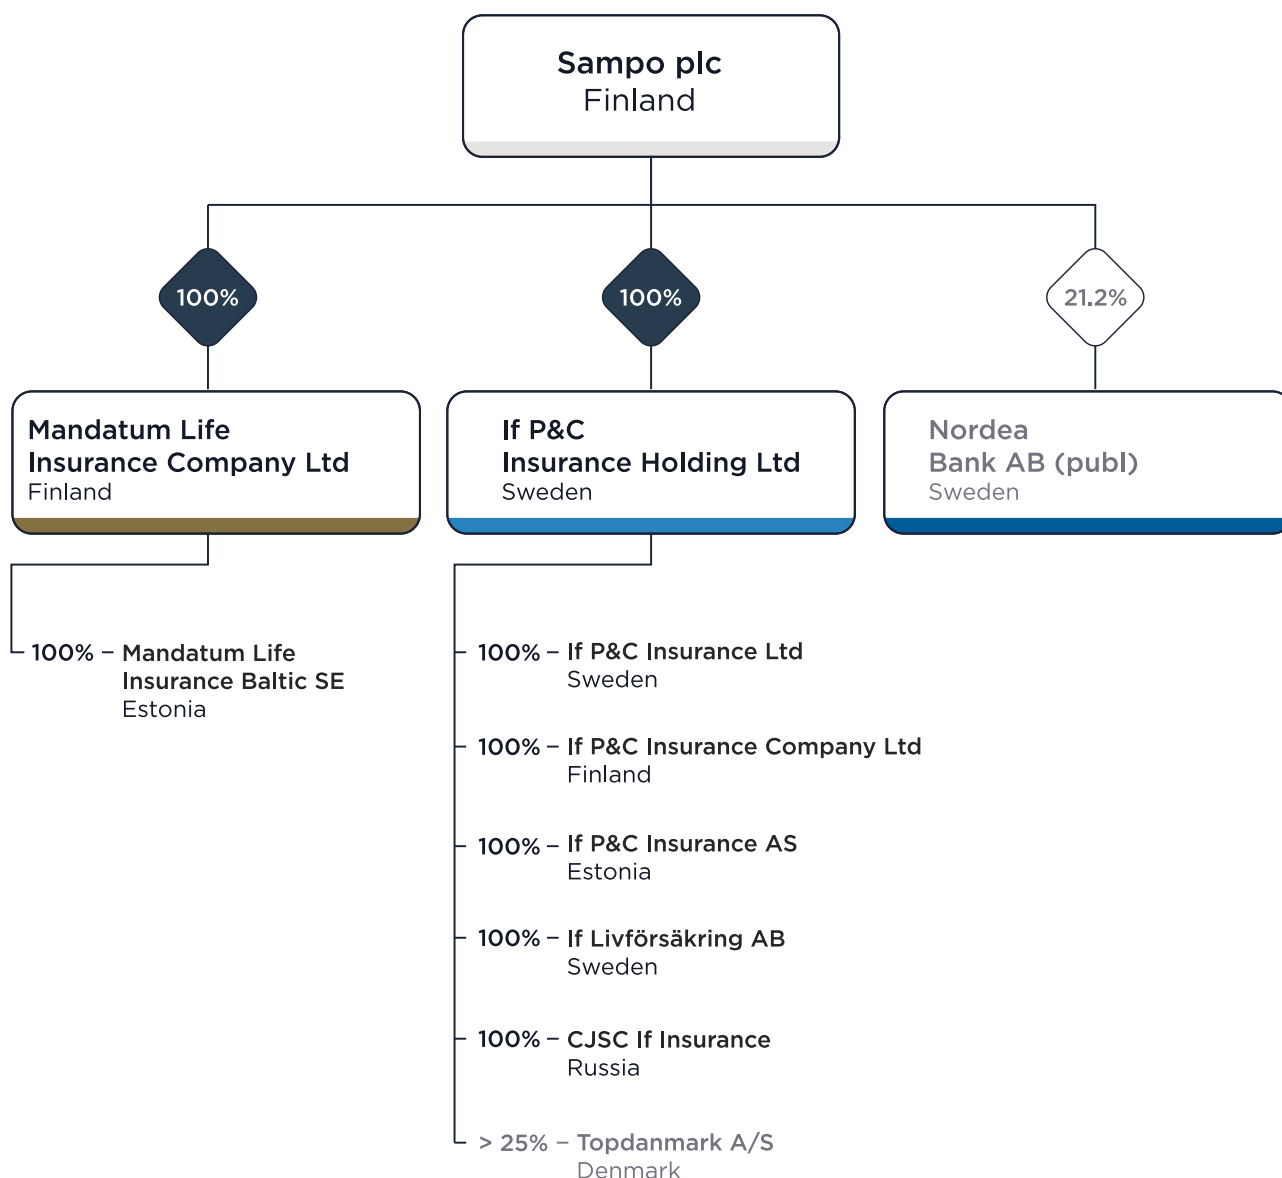 Sampo plc
Finland
100%
100%
21.2%
Mandatum Life
Insurance Company Ltd
Finland
If P&C
Insurance Holding Ltd
Sweden
Nordea
Bank AB (publ)
Sweden
100% – Mandatum Life
Insurance Baltic SE
Estonia
100% – If P&C Insurance Ltd
Sweden
100% – If P&C Insurance Company Ltd
Finland
100% – If P&C Insurance AS
Estonia
100% – If Livförsäkring AB
Sweden
100% – CJSC If Insurance
Russia
> 25% – Topdanmark A/S
Denmark